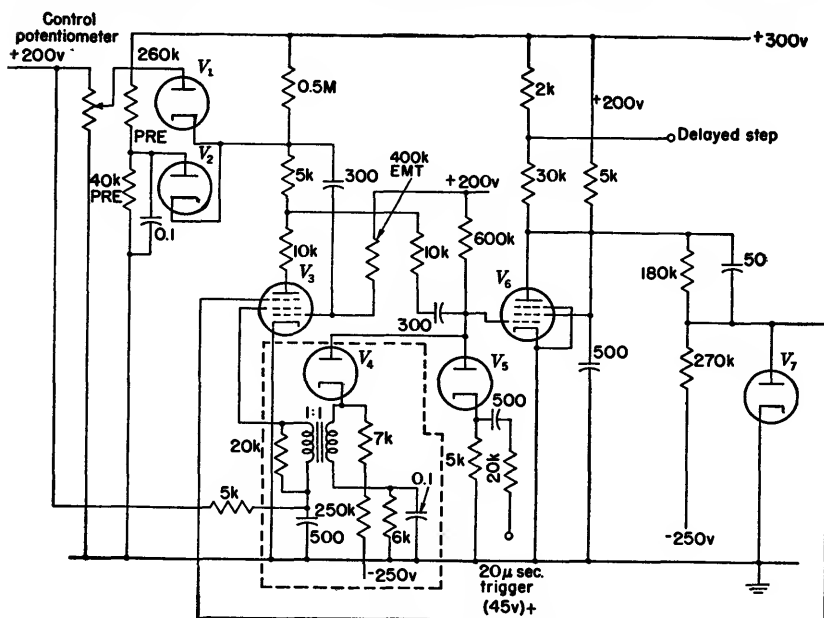 Control
potentiometer
+200v
260k
V1
PRE
V2
40k
PRE
0.1
0.5M
5k
300
400k
EMT
+200v
10k
V3
10k
600k
300
2k
+200v
+300v
Delayed step
30k
5k
V6
180k
50
500
270k
V7
-250v
V4
V5
1:1
20k
7k
500
5k
20k
5k
500
250k
6k
0.1
-250v
20μ sec.
trigger
(45v)+